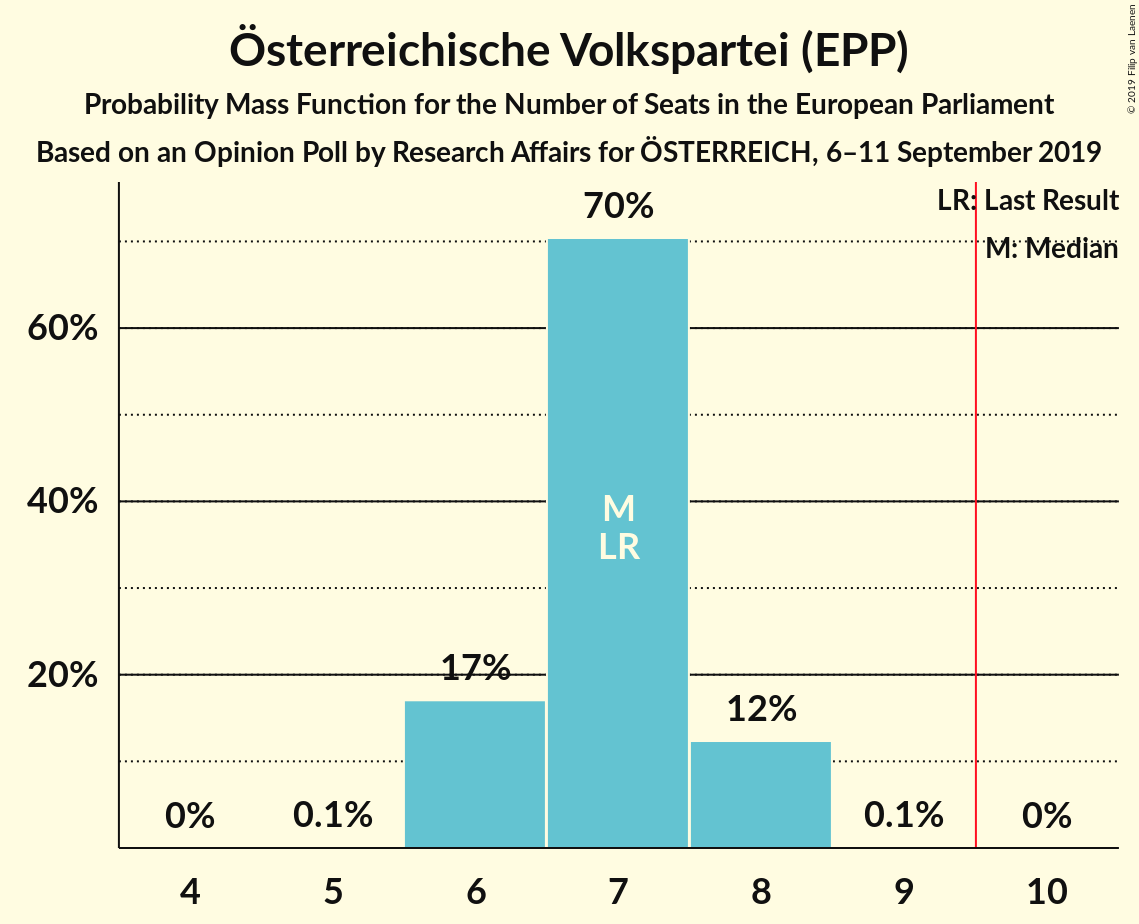 Österreichische Volkspartei (EPP)
Probability Mass Function for the Number of Seats in the European Parliament
Based on an Opinion Poll by Research Affairs for ÖSTERREICH, 6–11 September 2019
© 2019 Filip van Laenen
LR: Last Result
M: Median
70%
60%
40%
M
LR
20%
17%
12%
0%
0.1%
0.1%
0%
4
5
6
7
8
9
10